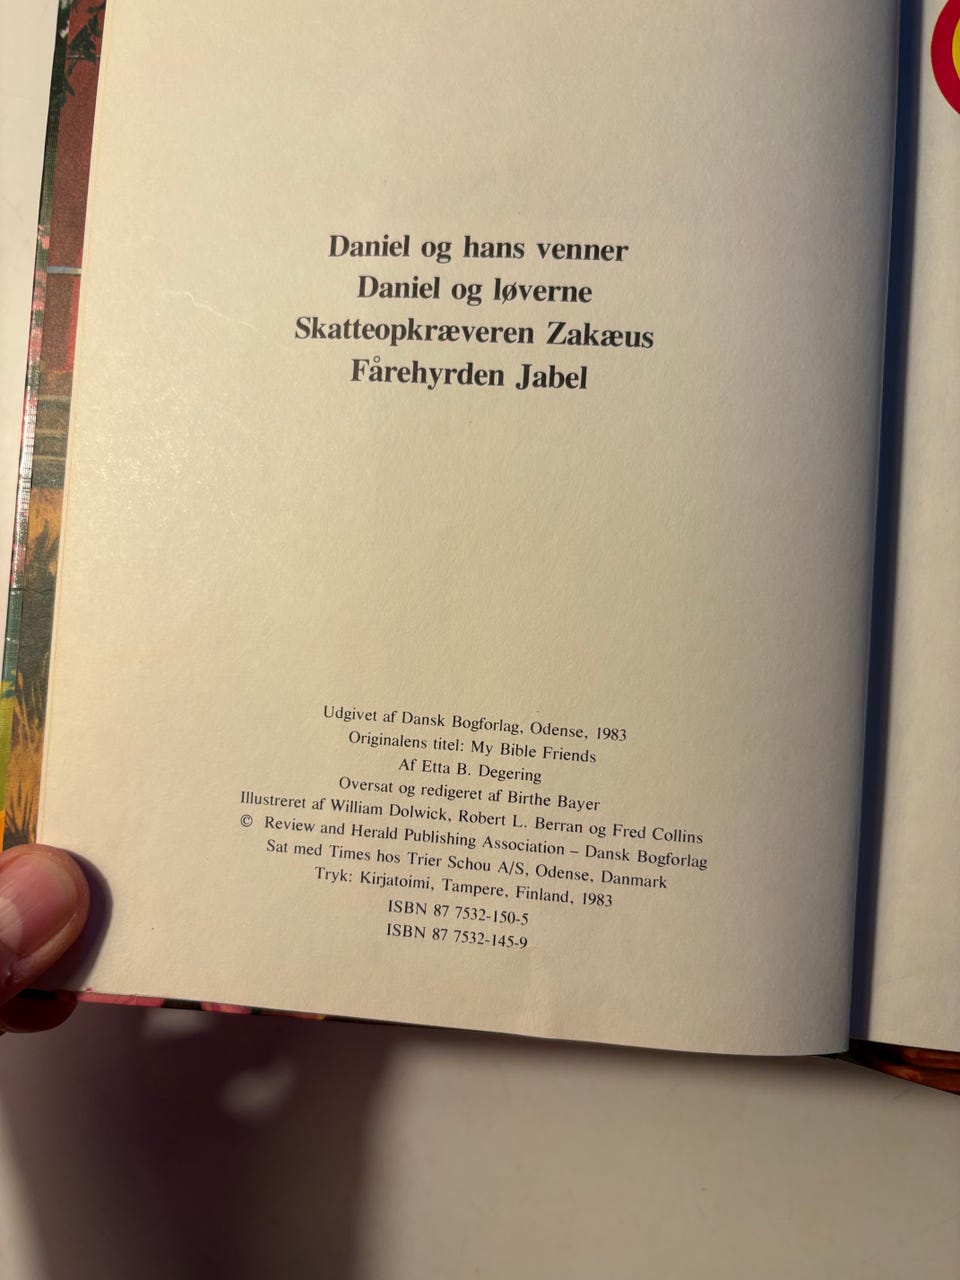 Daniel og hans venner
Daniel og løverne
Skatteopkræveren Zakæus
Fårehyrden Jabel
Udgivet af Dansk Bogforlag, Odense, 1983
Originalens titel: My Bible Friends
Af Etta B. Degering
Oversat og redigeret af Birthe Bayer
Illustreret af William Dolwick, Robert L. Berran og Fred Collins
© Review and Herald Publishing Association – Dansk Bogforlag
Sat med Times hos Trier Schou A/S, Odense, Danmark
Tryk: Kirjatoimi, Tampere, Finland, 1983
ISBN 87 7532-150-5
ISBN 87 7532-145-9